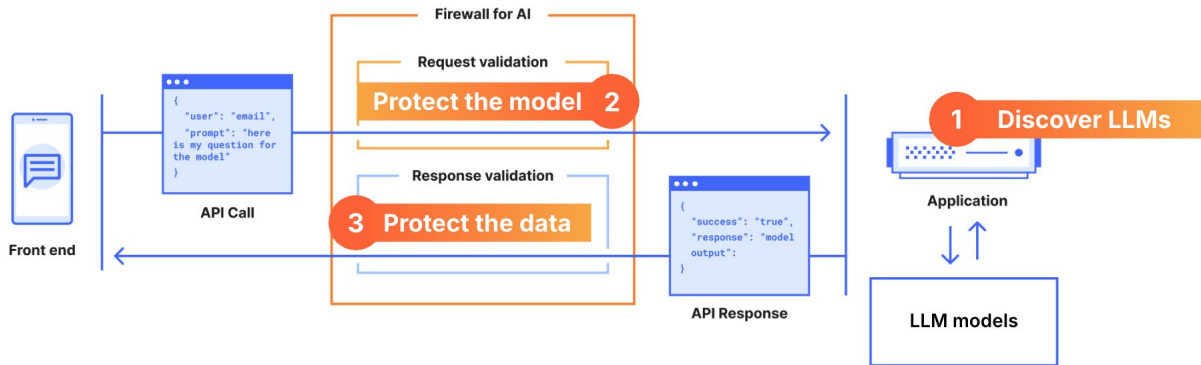 Firewall for AI
Request validation
Protect the model 2
{
"user": "email",
"prompt": "here
is my question for
the model"
}
API Call
Front end
Response validation
3 Protect the data
{
"success": "true",
"response": "model
output":
}
API Response
1 Discover LLMs
Application
LLM models